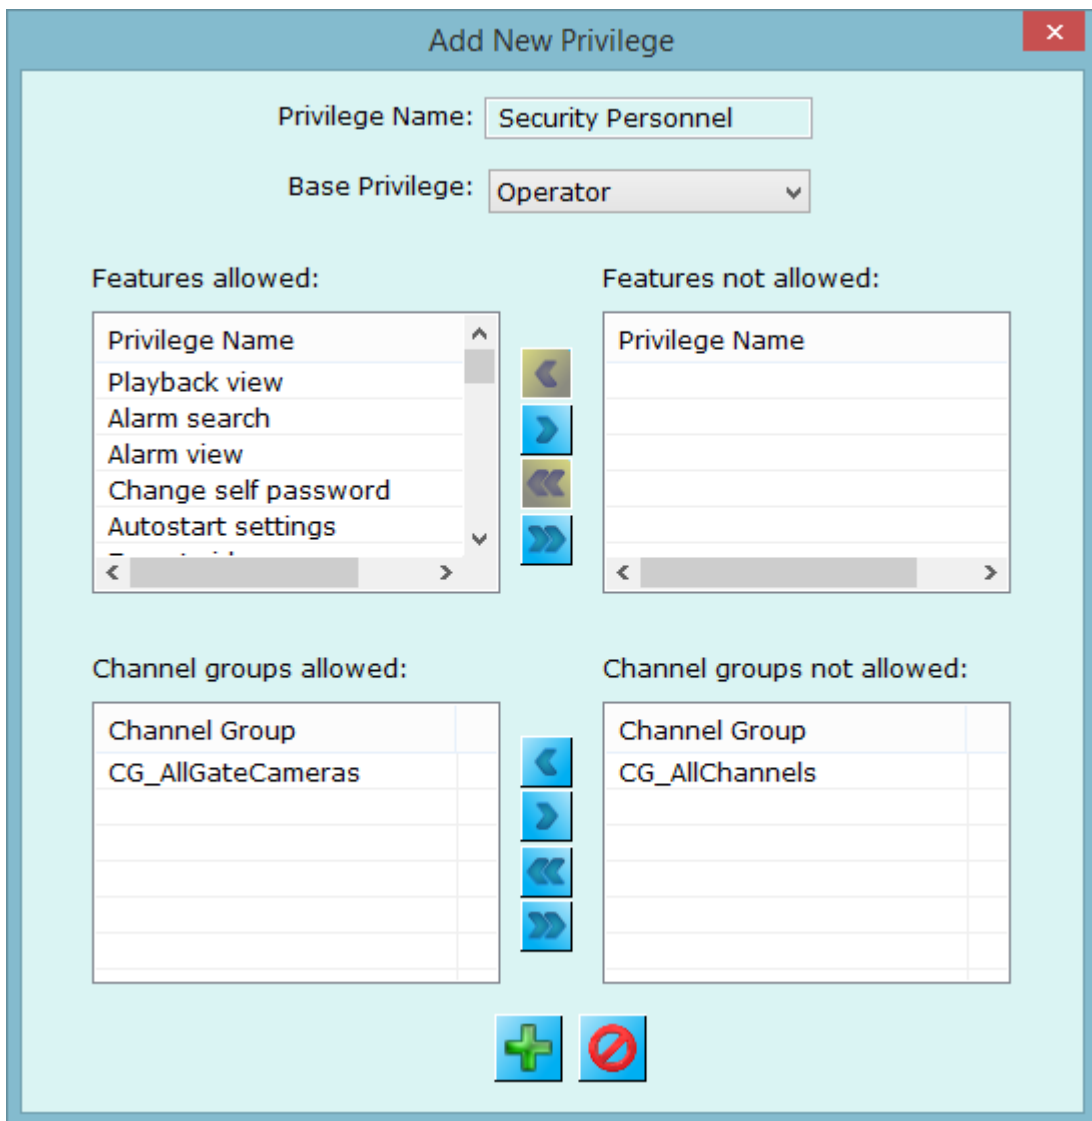 Add New Privilege
Privilege Name: Security Personnel
Base Privilege: Operator
Features allowed:
Privilege Name
Playback view
Alarm search
Alarm view
Change self password
Autostart settings
Features not allowed:
Privilege Name
Channel groups allowed:
Channel Group
CG_AllGateCameras
Channel groups not allowed:
Channel Group
CG_AllChannels